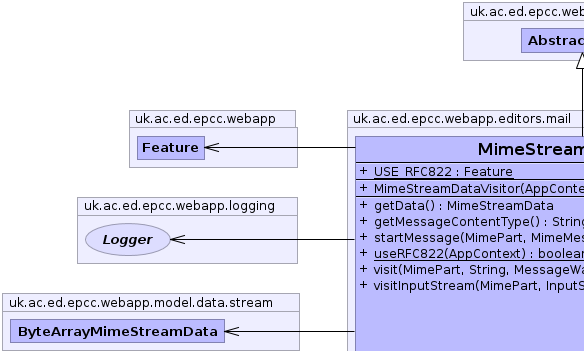 uk.ac.ed.epcc.web
Abstrac
uk.ac.ed.epcc.webapp
Feature
uk.ac.ed.epcc.webapp.logging
Logger
uk.ac.ed.epcc.webapp.model.data.stream
ByteArrayMimeStreamData
uk.ac.ed.epcc.webapp.editors.mail
MimeStream
+ USE_RFC822 : Feature
+ MimeStreamDataVisitor(AppConte
+ getData() : MimeStreamData
+ getMessageContentType() : String
+ startMessage(MimePart, MimeMes
+ useRFC822(AppContext) : boolean
+ visit(MimePart, String, MessageWa
+ visitInputStream(MimePart, InputS